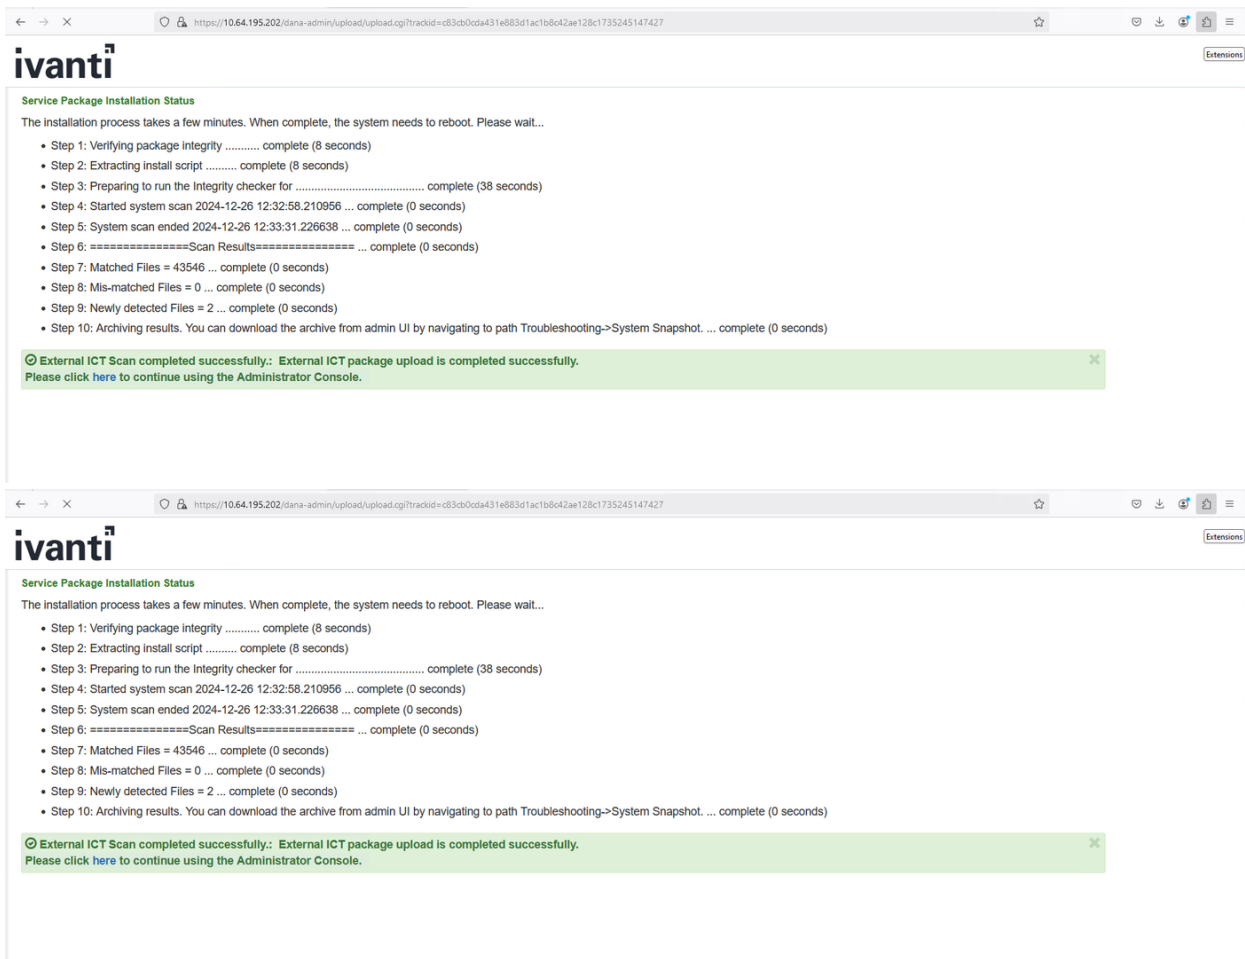 https://10.64.195.202/dana-admin/upload/upload.cgi?trackid=c83cb0cda431e883d1ac1b8c42ae128c1735245147427
ivanti
Extensions
Service Package Installation Status
The installation process takes a few minutes. When complete, the system needs to reboot. Please wait...
• Step 1: Verifying package integrity ........... complete (8 seconds)
• Step 2: Extracting install script .......... complete (8 seconds)
• Step 3: Preparing to run the Integrity checker for .......................................... complete (38 seconds)
• Step 4: Started system scan 2024-12-26 12:32:58.210956 ... complete (0 seconds)
• Step 5: System scan ended 2024-12-26 12:33:31.226638 ... complete (0 seconds)
• Step 6: ===============Scan Results=============== ... complete (0 seconds)
• Step 7: Matched Files = 43546 ... complete (0 seconds)
• Step 8: Mis-matched Files = 0 ... complete (0 seconds)
• Step 9: Newly detected Files = 2 ... complete (0 seconds)
• Step 10: Archiving results. You can download the archive from admin UI by navigating to path Troubleshooting->System Snapshot. ... complete (0 seconds)
External ICT Scan completed successfully.: External ICT package upload is completed successfully.
Please click here to continue using the Administrator Console.
https://10.64.195.202/dana-admin/upload/upload.cgi?trackid=c83cb0cda431e883d1ac1b8c42ae128c1735245147427
ivanti
Extensions
Service Package Installation Status
The installation process takes a few minutes. When complete, the system needs to reboot. Please wait...
• Step 1: Verifying package integrity ........... complete (8 seconds)
• Step 2: Extracting install script .......... complete (8 seconds)
• Step 3: Preparing to run the Integrity checker for .......................................... complete (38 seconds)
• Step 4: Started system scan 2024-12-26 12:32:58.210956 ... complete (0 seconds)
• Step 5: System scan ended 2024-12-26 12:33:31.226638 ... complete (0 seconds)
• Step 6: ===============Scan Results=============== ... complete (0 seconds)
• Step 7: Matched Files = 43546 ... complete (0 seconds)
• Step 8: Mis-matched Files = 0 ... complete (0 seconds)
• Step 9: Newly detected Files = 2 ... complete (0 seconds)
• Step 10: Archiving results. You can download the archive from admin UI by navigating to path Troubleshooting->System Snapshot. ... complete (0 seconds)
External ICT Scan completed successfully.: External ICT package upload is completed successfully.
Please click here to continue using the Administrator Console.